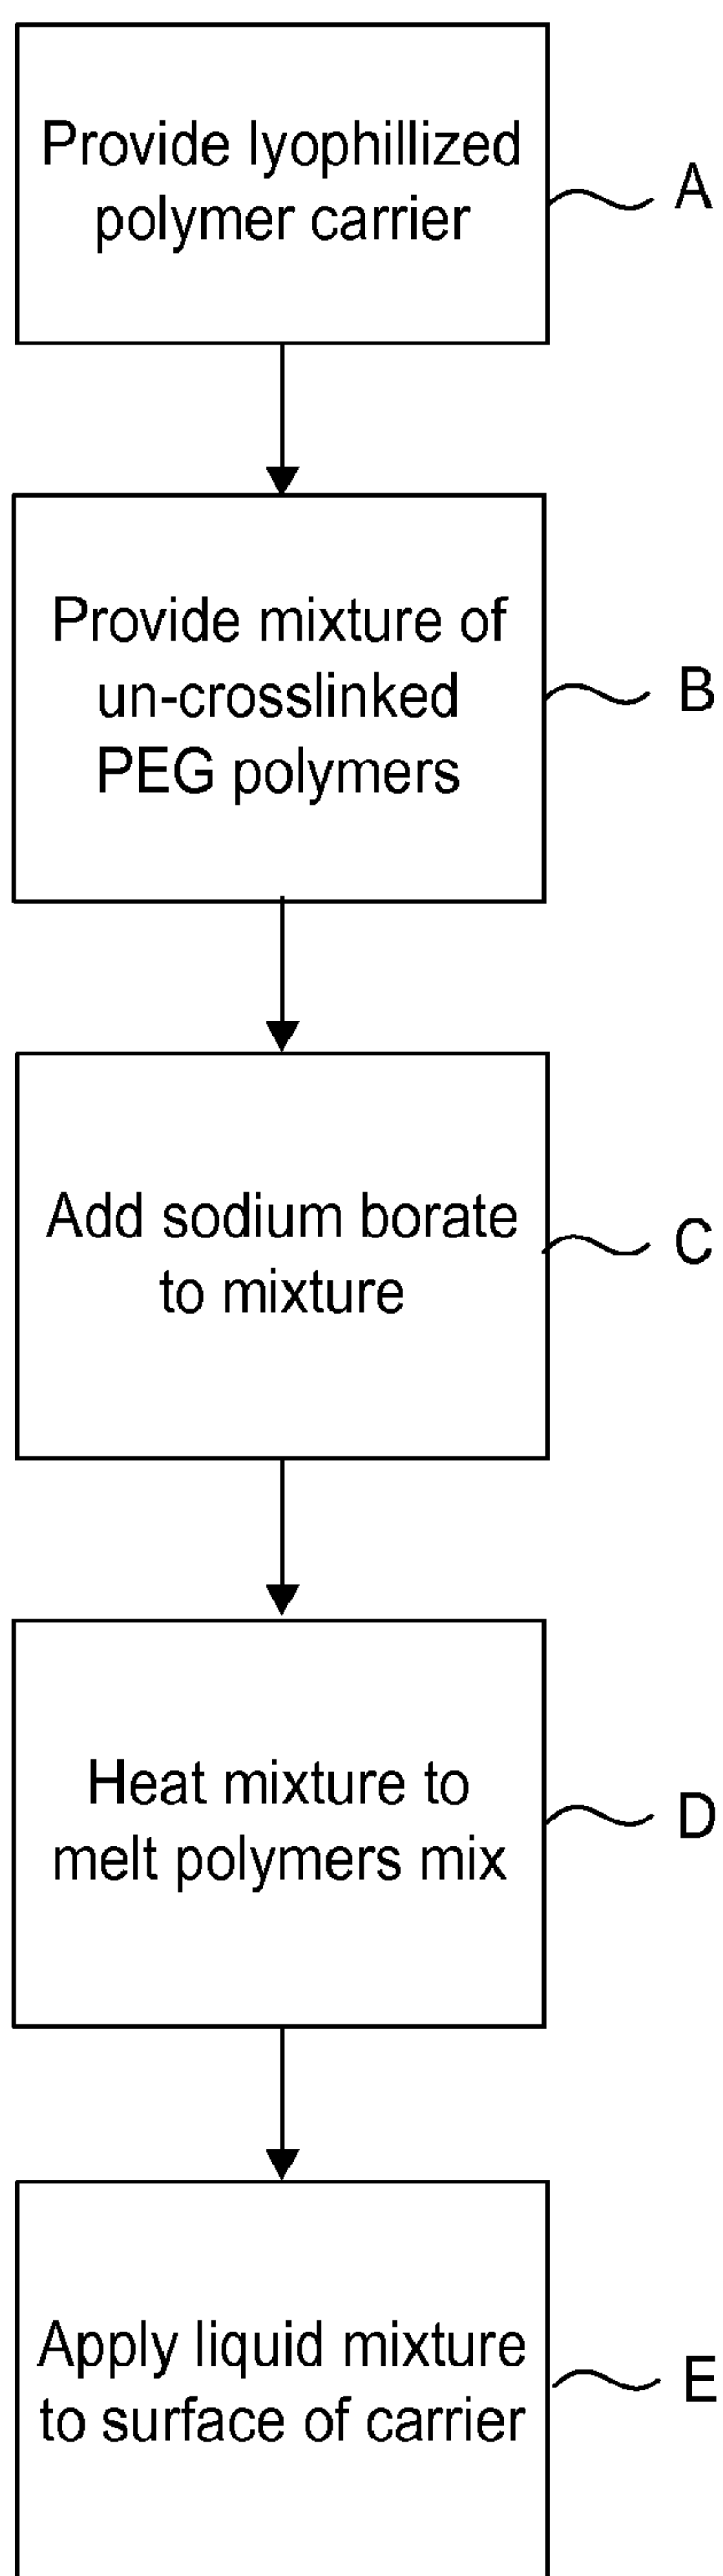 Provide lyophillized
polymer carrier
A
Provide mixture of
un-crosslinked
PEG polymers
B
Add sodium borate
to mixture
C
Heat mixture to
melt polymers mix
D
Apply liquid mixture
to surface of carrier
E